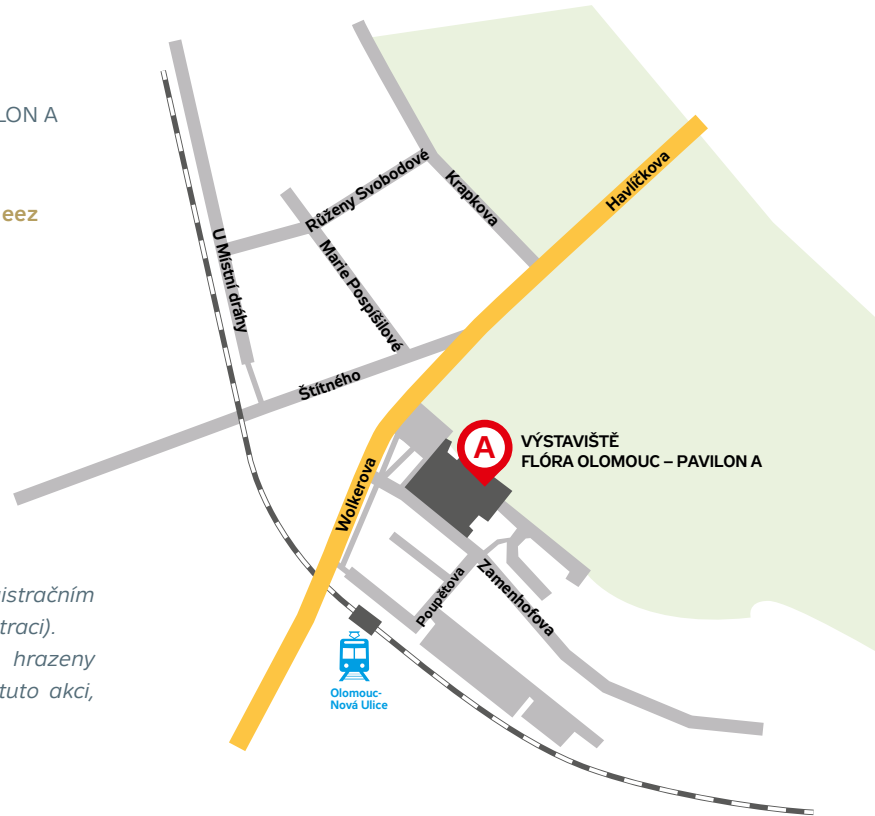 LON A
eez
U Místní dráhy
Růženy Svobodové
Krapkova
Havlíčkova
Marie Pospíšilové
Štítného
A
VÝSTAVIŠTĚ
FLÓRA OLOMOUC – PAVILON A
Wolkerova
Poupětova
Zamenhofova
istračním
traci).
hrazeny
tuto akci,
Olomouc-
Nová Ulice